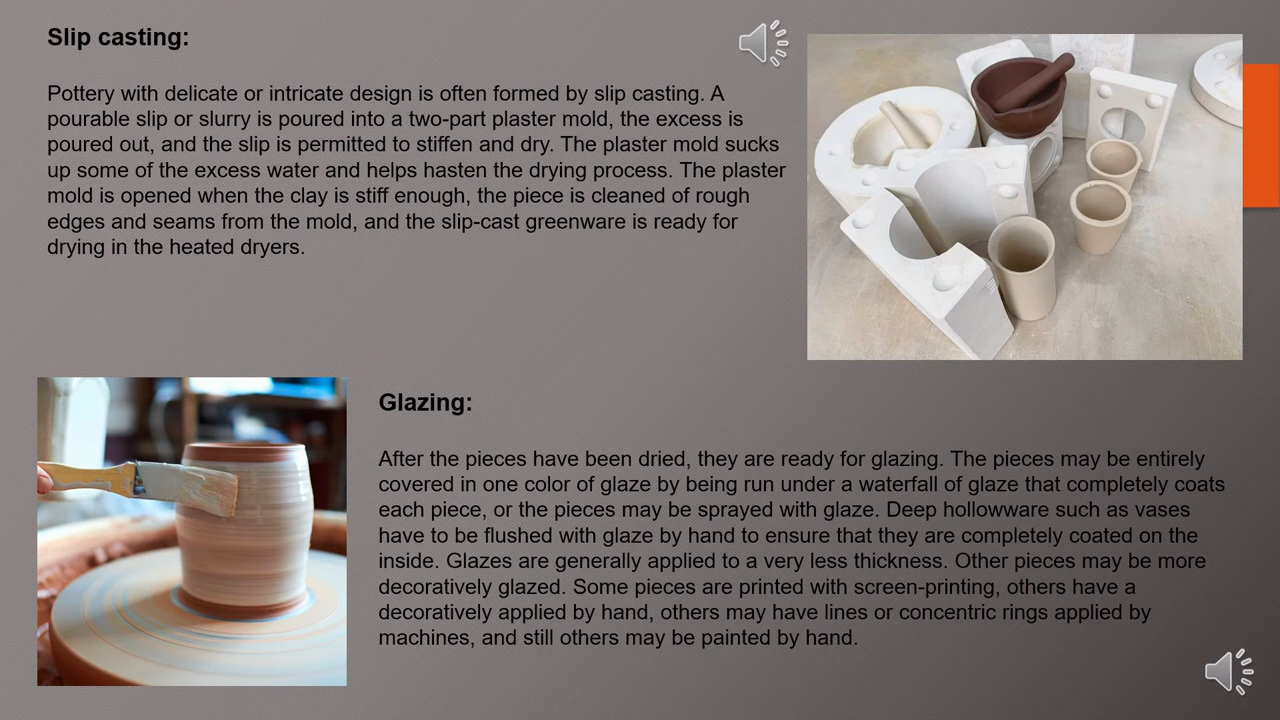 Slip casting:
Pottery with delicate or intricate design is often formed by slip casting. A
pourable slip or slurry is poured into a two-part plaster mold, the excess is
poured out, and the slip is permitted to stiffen and dry. The plaster mold sucks
up some of the excess water and helps hasten the drying process. The plaster
mold is opened when the clay is stiff enough, the piece is cleaned of rough
edges and seams from the mold, and the slip-cast greenware is ready for
drying in the heated dryers.
Glazing:
After the pieces have been dried, they are ready for glazing. The pieces may be entirely
covered in one color of glaze by being run under a waterfall of glaze that completely coats
each piece, or the pieces may be sprayed with glaze. Deep hollowware such as vases
have to be flushed with glaze by hand to ensure that they are completely coated on the
inside. Glazes are generally applied to a very less thickness. Other pieces may be more
decoratively glazed. Some pieces are printed with screen-printing, others have a
decoratively applied by hand, others may have lines or concentric rings applied by
machines, and still others may be painted by hand.